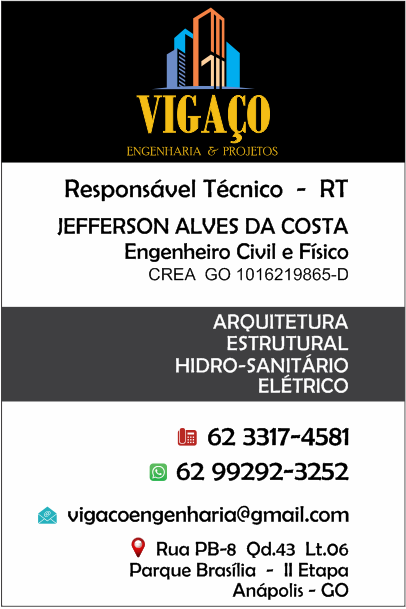 VIGAÇO
ENGENHARIA & PROJETOS
Responsável Técnico - RT
JEFFERSON ALVES DA COSTA
Engenheiro Civil e Físico
CREA GO 1016219865-D
ARQUITETURA
ESTRUTURAL
HIDRO-SANITÁRIO
ELÉTRICO
62 3317-4581
62 99292-3252
vigacoengenharia@gmail.com
Rua PB-8 Qd.43 Lt.06
Parque Brasília - II Etapa
Anápolis - GO